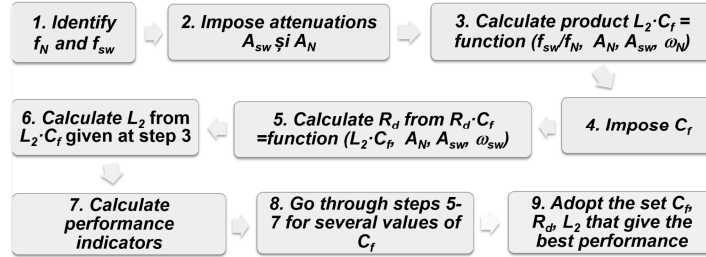 1. Identify
f_N and f_sw
2. Impose attenuations
A_sw și A_N
3. Calculate product L_2·C_f =
function (f_sw/f_N, A_N, A_sw, ω_N)
6. Calculate L_2 from
L_2·C_f given at step 3
5. Calculate R_d from R_d·C_f
=function (L_2·C_f, A_N, A_sw, ω_sw)
4. Impose C_f
7. Calculate
performance
indicators
8. Go through steps 5-
7 for several values of
C_f
9. Adopt the set C_f,
R_d, L_2 that give the
best performance